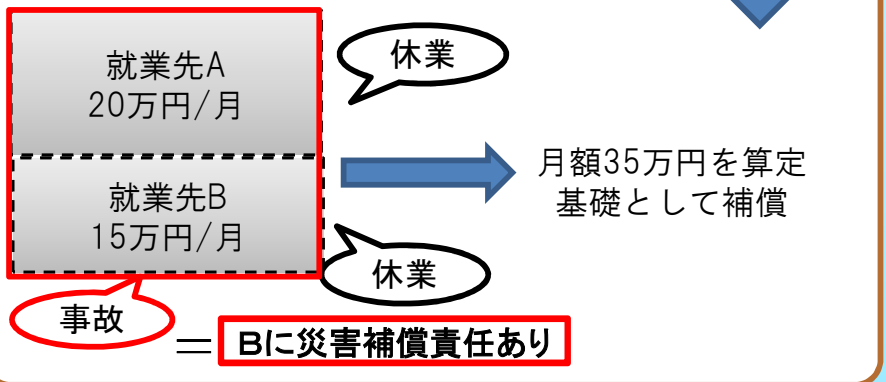 就業先A
20万円/月
休業
就業先B
15万円/月
休業
月額35万円を算定
基礎として補償
事故
＝ Bに災害補償責任あり